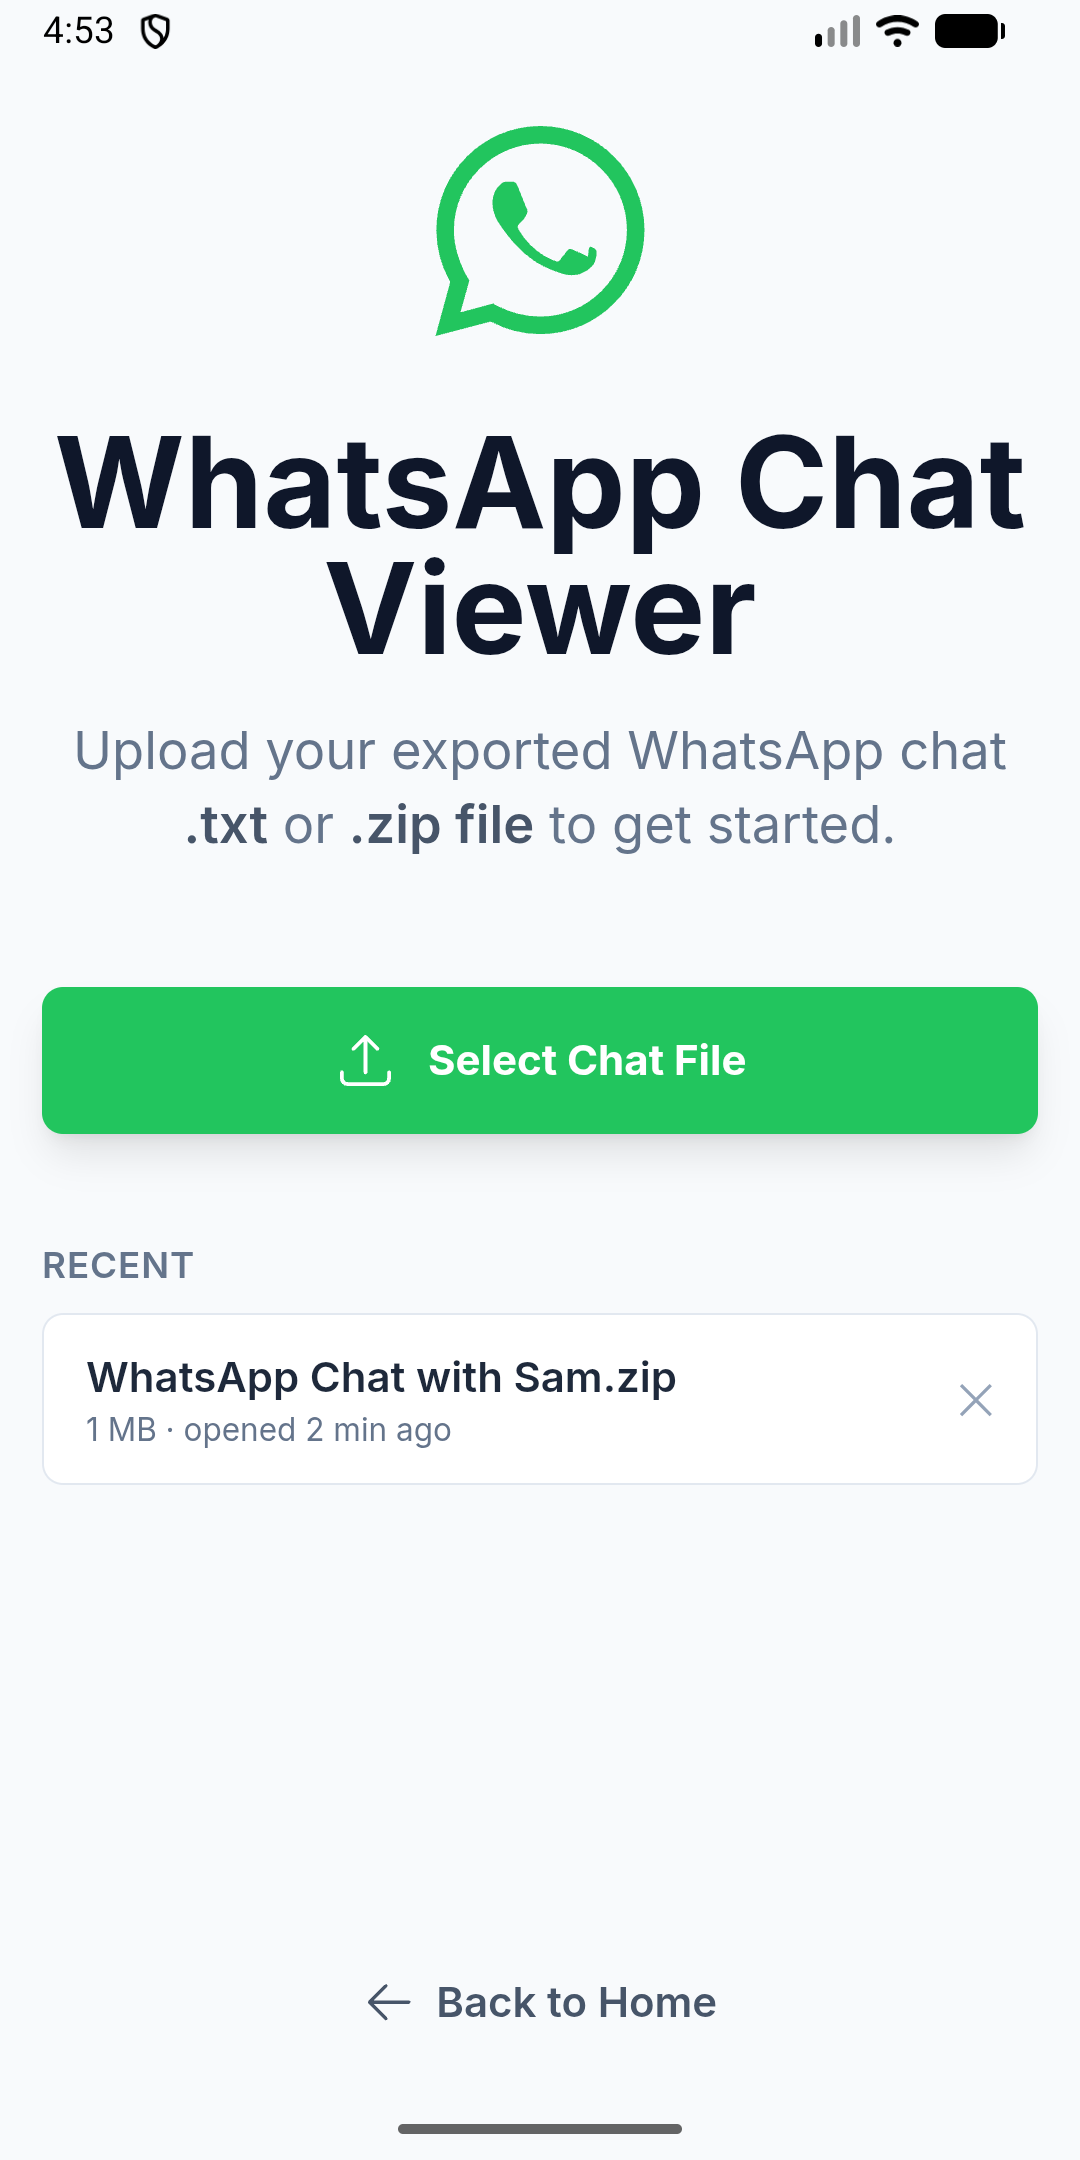 4:53
WhatsApp Chat
Viewer
Upload your exported WhatsApp chat
.txt or .zip file to get started.
Select Chat File
RECENT
WhatsApp Chat with Sam.zip
1 MB · opened 2 min ago
Back to Home